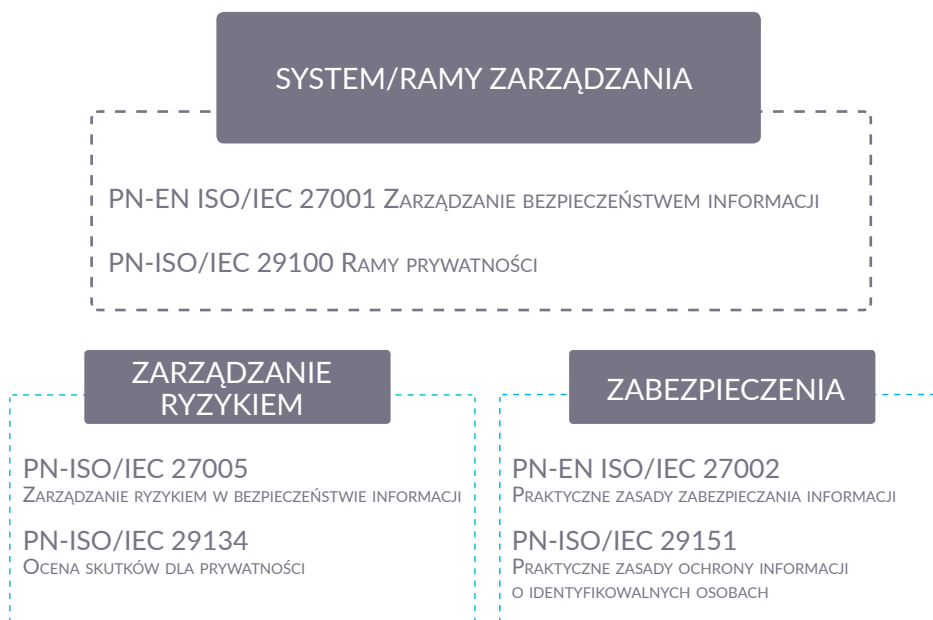 SYSTEM/RAMY ZARZĄDZANIA
PN-EN ISO/IEC 27001 Zarządzanie bezpieczeństwem informacji
PN-ISO/IEC 29100 Ramy prywatności
ZARZĄDZANIE
RYZYKIEM
PN-ISO/IEC 27005
Zarządzanie ryzykiem w bezpieczeństwie informacji
PN-ISO/IEC 29134
Ocena skutków dla prywatności
ZABEZPIECZENIA
PN-EN ISO/IEC 27002
Praktyczne zasady zabezpieczania informacji
PN-ISO/IEC 29151
Praktyczne zasady ochrony informacji
o identyfikowalnych osobach